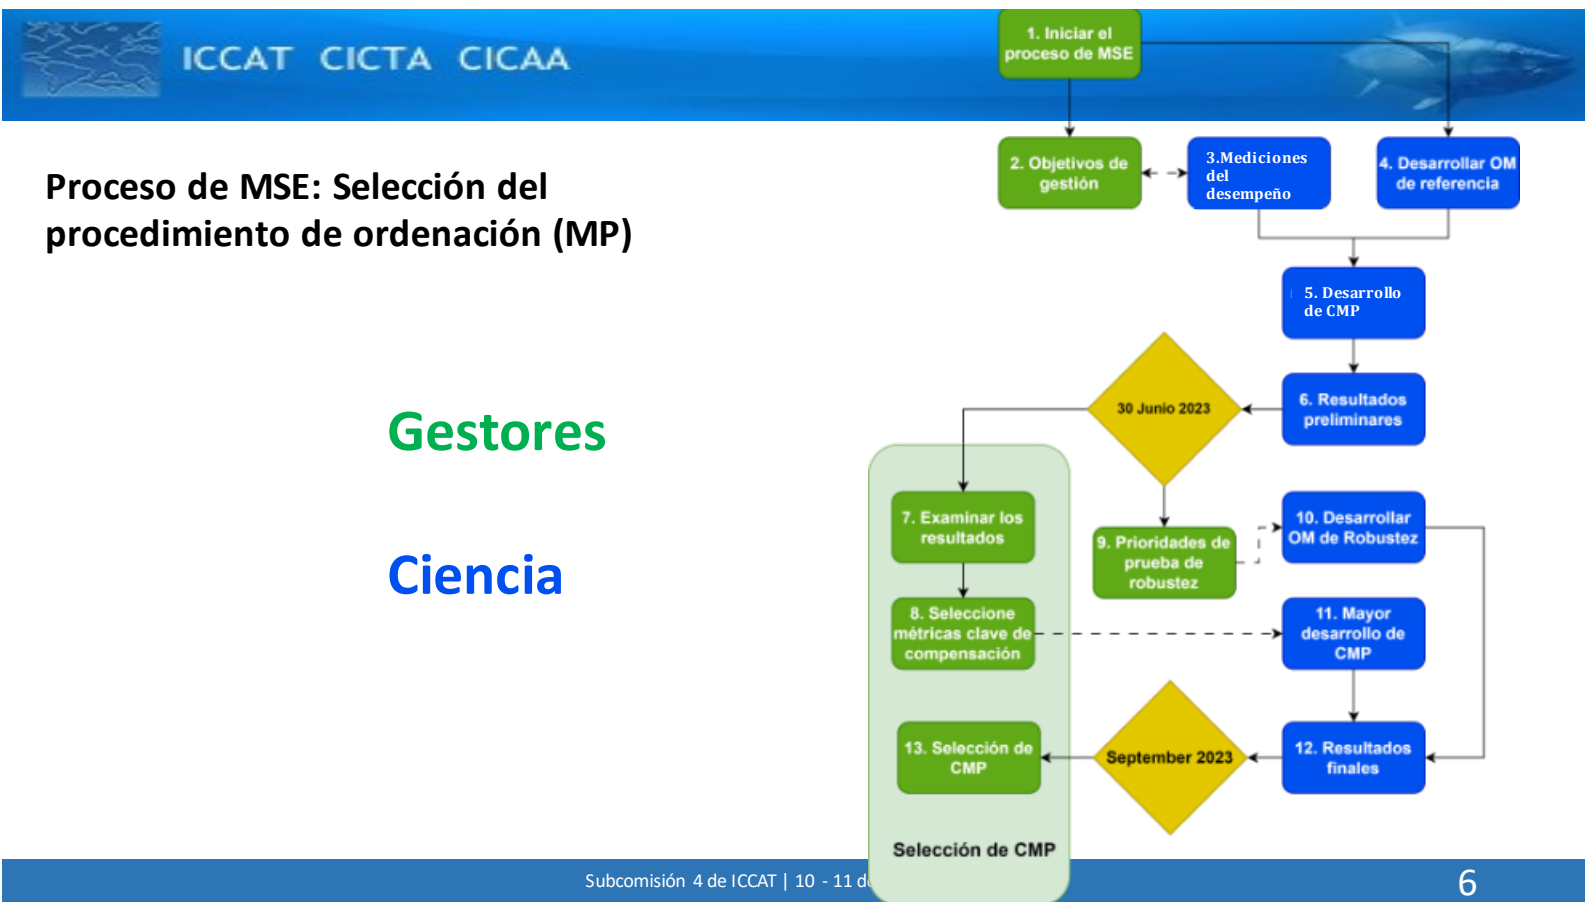 ICCAT CICTA CICAA
Proceso de MSE: Selección del
procedimiento de ordenación (MP)
Gestores
Ciencia
1. Iniciar el
proceso de MSE
2. Objetivos de
gestión
3.Mediciones
del
desempeño
4. Desarrollar OM
de referencia
5. Desarrollo
de CMP
6. Resultados
preliminares
30 Junio 2023
7. Examinar los
resultados
8. Seleccione
métricas clave de
compensación
9. Prioridades de
prueba de
robustez
10. Desarrollar
OM de Robustez
11. Mayor
desarrollo de
CMP
12. Resultados
finales
September 2023
13. Selección de
CMP
Selección de CMP
Subcomisión 4 de ICCAT | 10 - 11
6